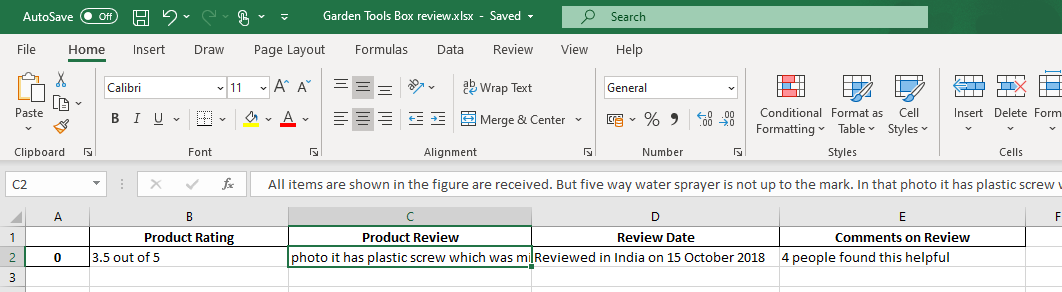 AutoSave Off Garden Tools Box review.xlsx - Saved Search
File Home Insert Draw Page Layout Formulas Data Review View Help
Paste Calibri 11 A A Wrap Text General Conditional Formatting Format as Table Cell Styles Insert Delete Form
B I U A Merge & Center % .00
Clipboard Font Alignment Number Styles Cells
C2 fx All items are shown in the figure are received. But five way water sprayer is not up to the mark. In that photo it has plastic screw
A B C D E F
1 Product Rating Product Review Review Date Comments on Review
2 0 3.5 out of 5 photo it has plastic screw which was mi Reviewed in India on 15 October 2018 4 people found this helpful
3